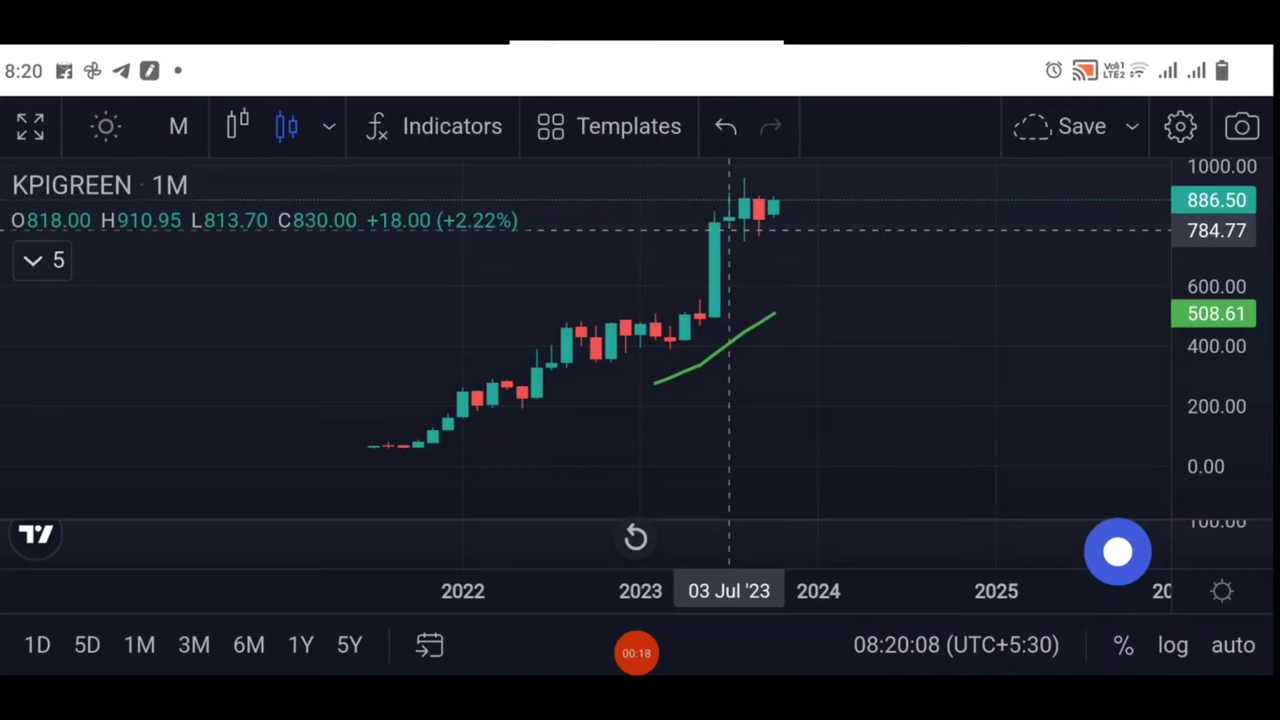 8:20 Vol) LTE2
M Indicators Templates Save
KPIGREEN · 1M
O818.00 H910.95 L813.70 C830.00 +18.00 (+2.22%)
5
1000.00
886.50
784.77
600.00
508.61
400.00
200.00
0.00
100.00
2022 2023 03 Jul '23 2024 2025 20
1D 5D 1M 3M 6M 1Y 5Y 08:20:08 (UTC+5:30) % log auto
00:18